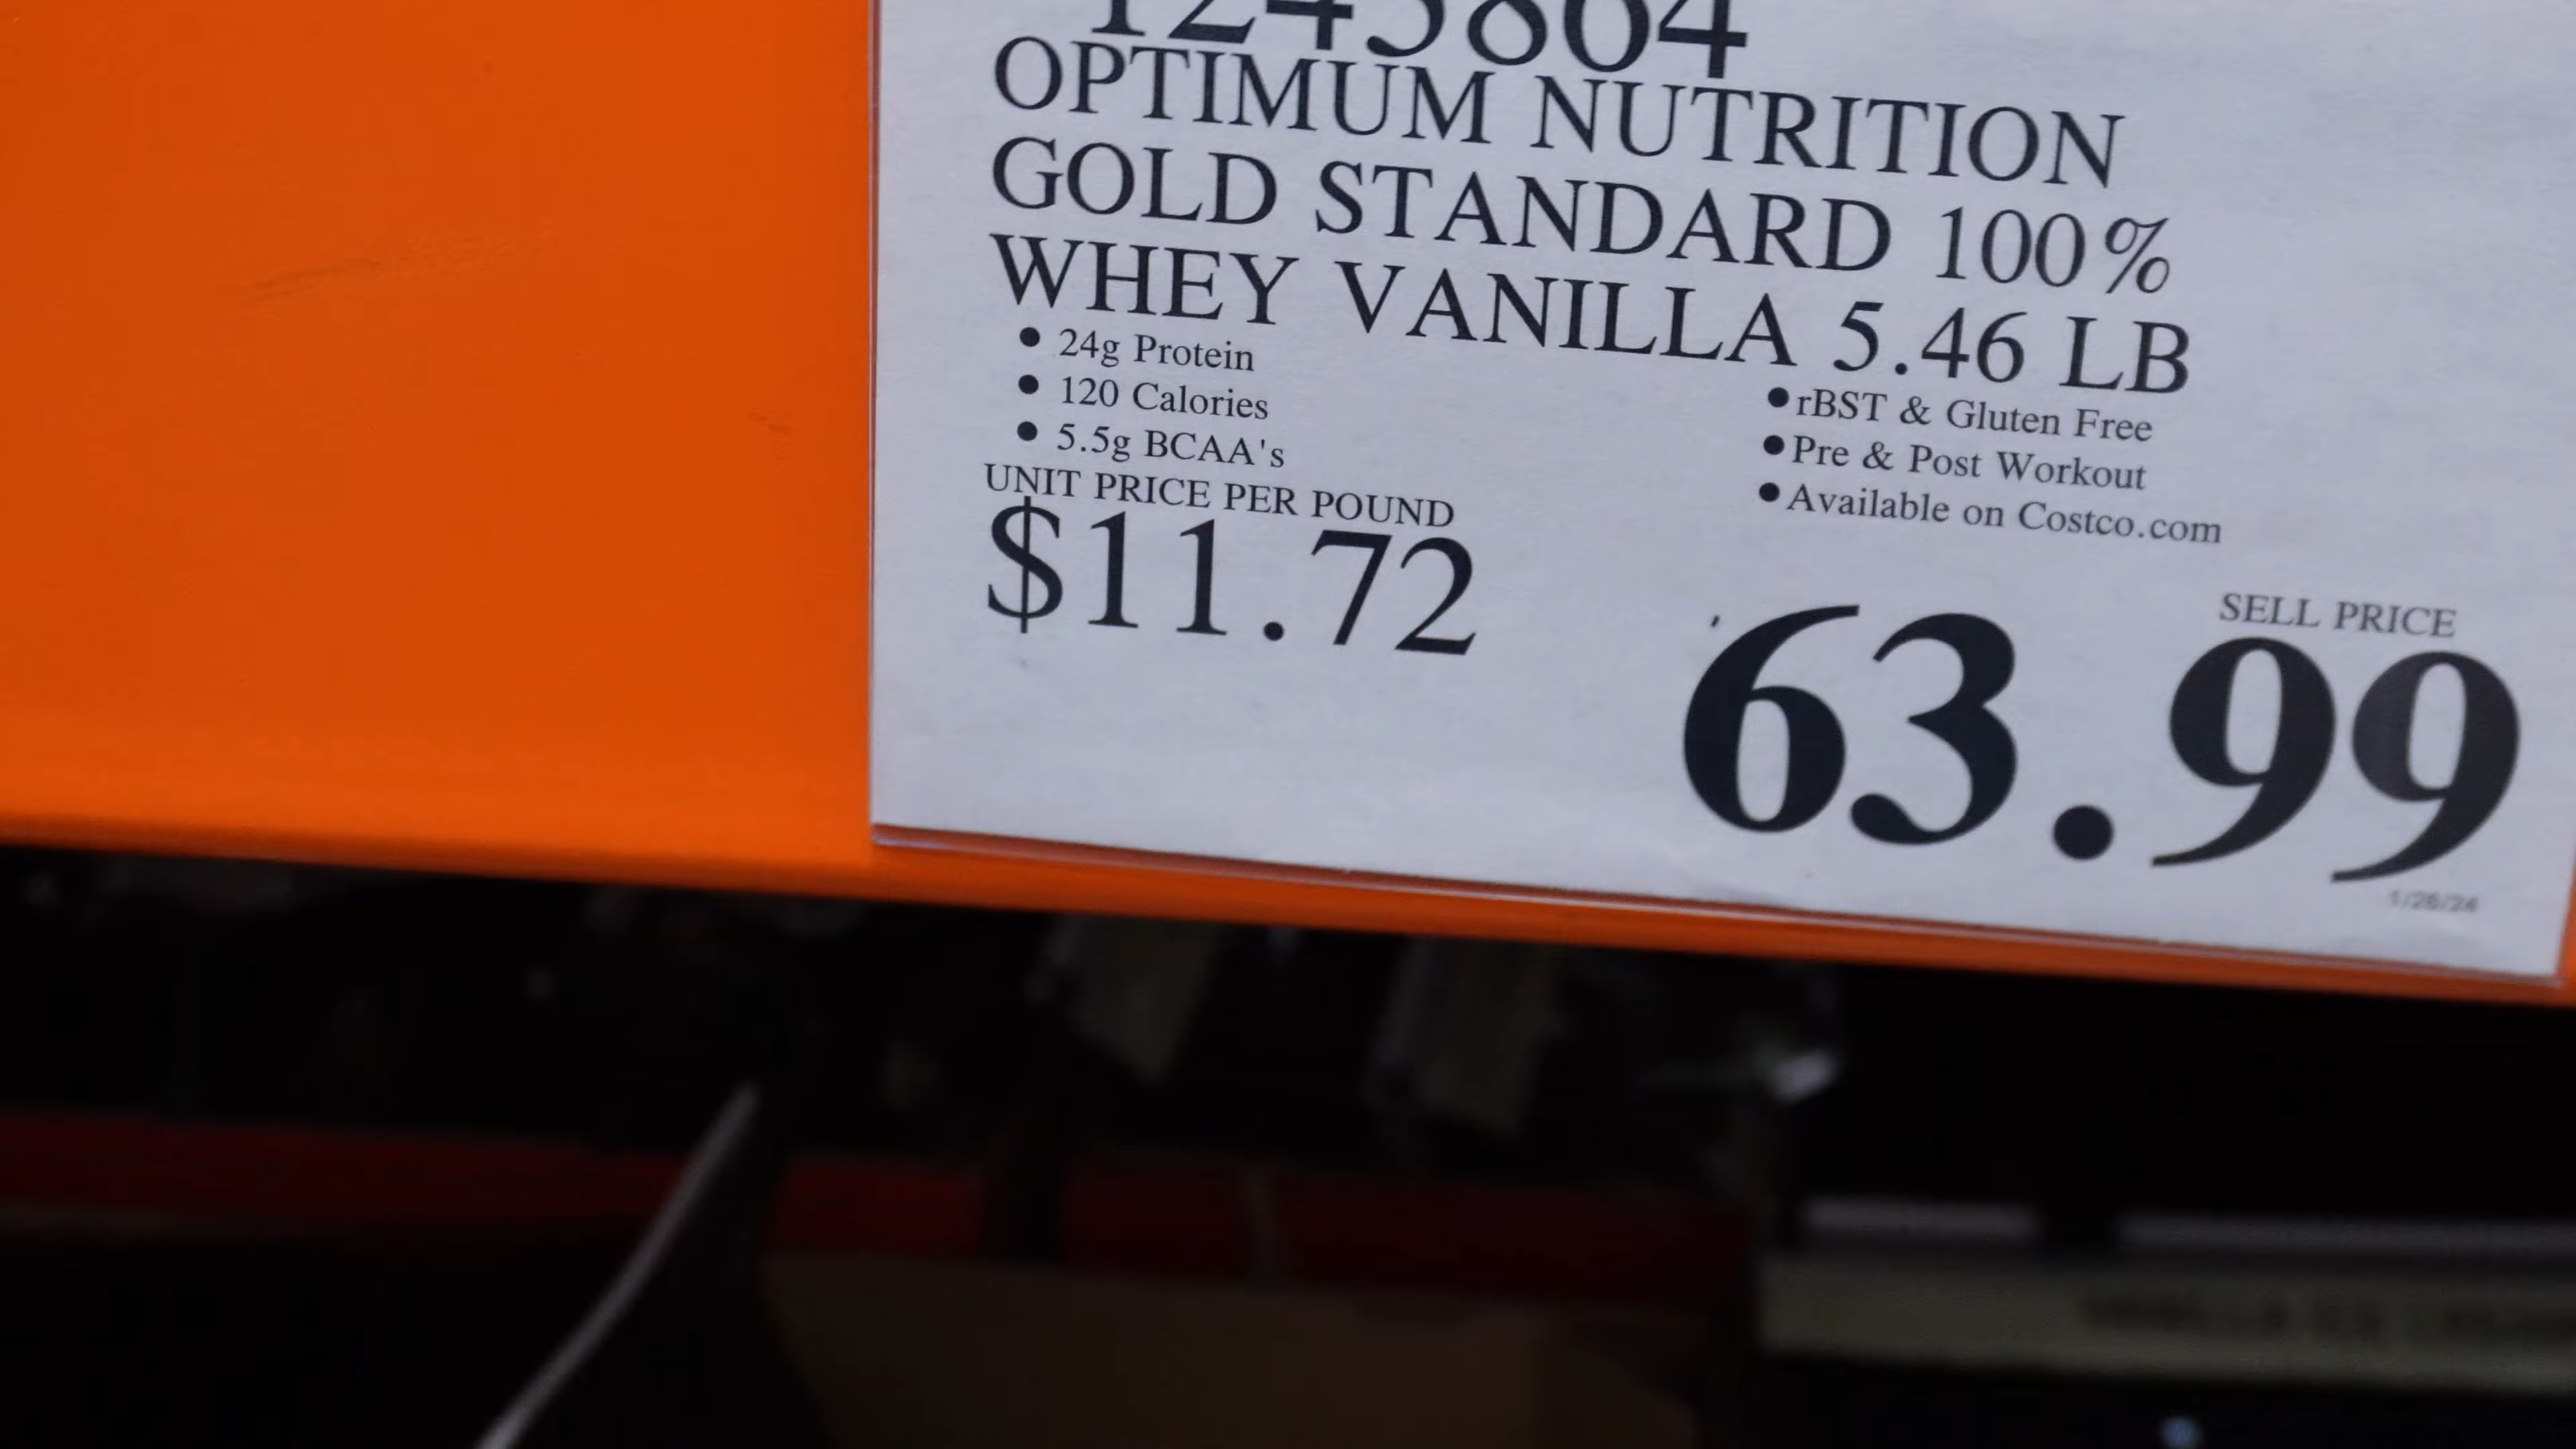 1245864
OPTIMUM NUTRITION
GOLD STANDARD 100%
WHEY VANILLA 5.46 LB
• 24g Protein
• 120 Calories
• 5.5g BCAA's
•rBST & Gluten Free
•Pre & Post Workout
•Available on Costco.com
UNIT PRICE PER POUND
$11.72
SELL PRICE
63.99